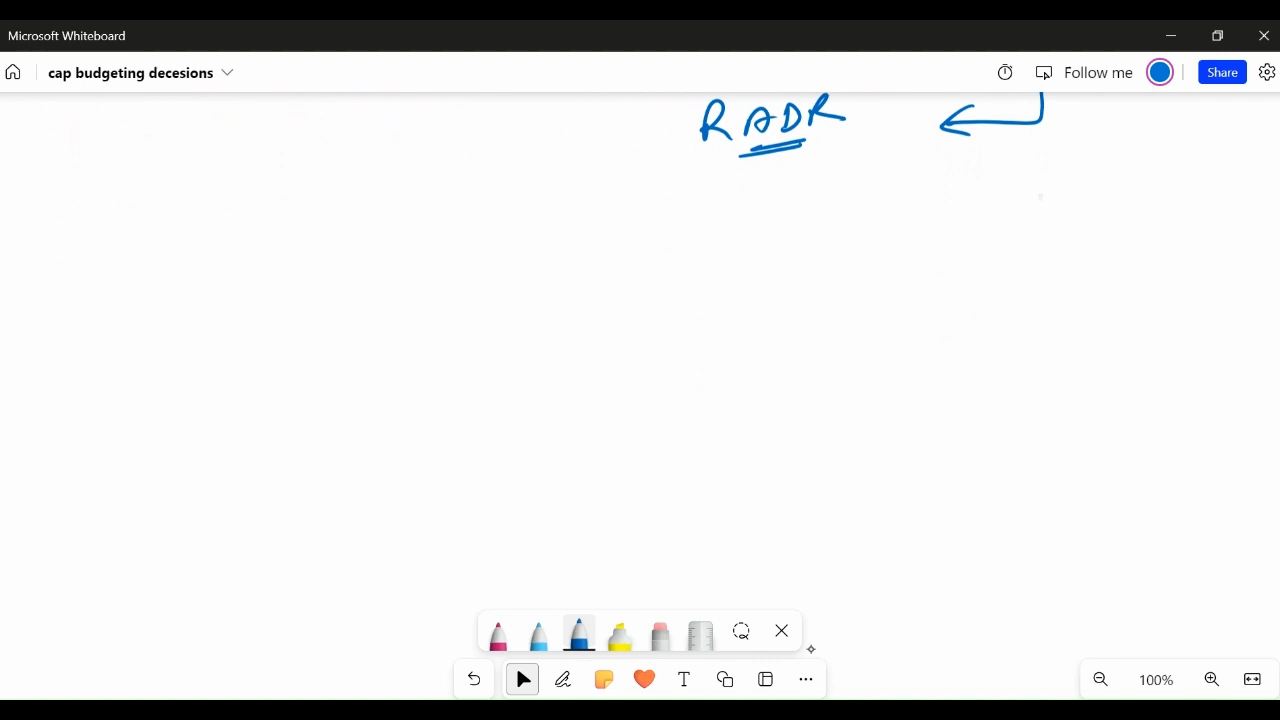 Microsoft Whiteboard
cap budgeting decesions
Follow me
Share
RADR
T
100%